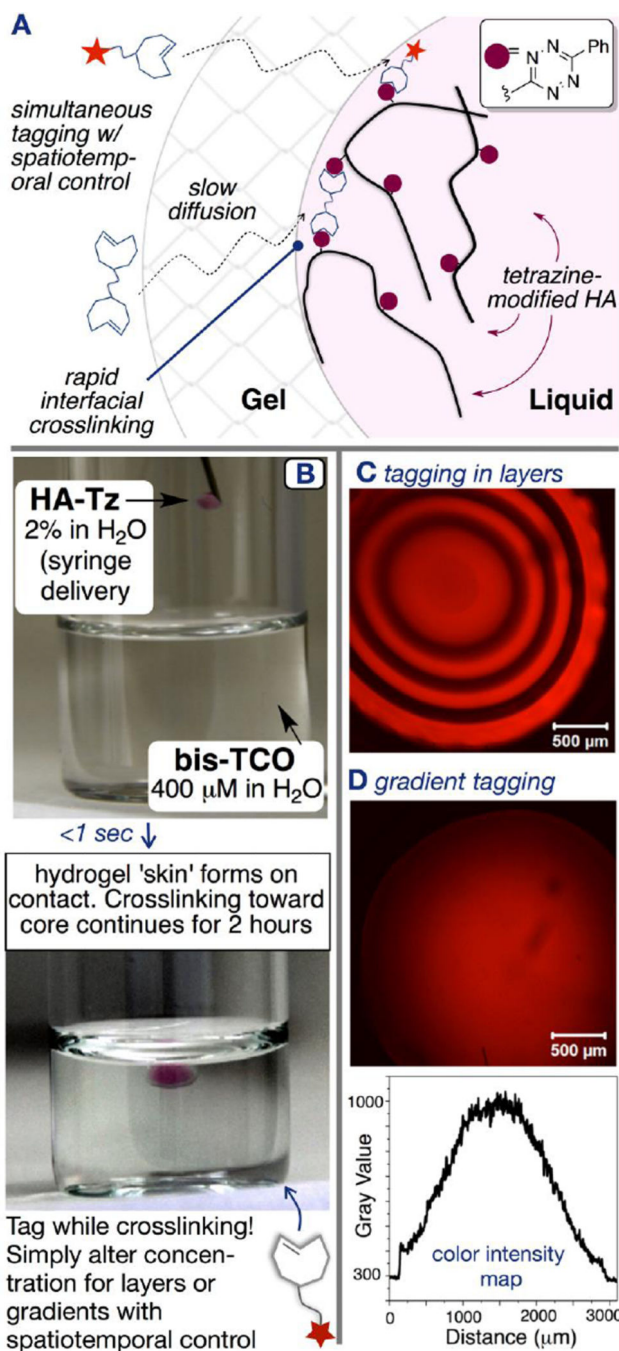 A
simultaneous
tagging w/
spatiotemp-
oral control
slow
diffusion
rapid
interfacial
crosslinking
Gel
Liquid
tetrazine-
modified HA
=
N
N
N
N
Ph
B
HA-Tz
2% in H2O
(syringe
delivery
bis-TCO
400 μM in H2O
<1 sec
hydrogel 'skin' forms on
contact. Crosslinking toward
core continues for 2 hours
Tag while crosslinking!
Simply alter concen-
tration for layers or
gradients with
spatiotemporal control
C tagging in layers
500 μm
D gradient tagging
500 μm
1000
Gray Value
300
color intensity
map
0
1000
2000
3000
Distance (μm)